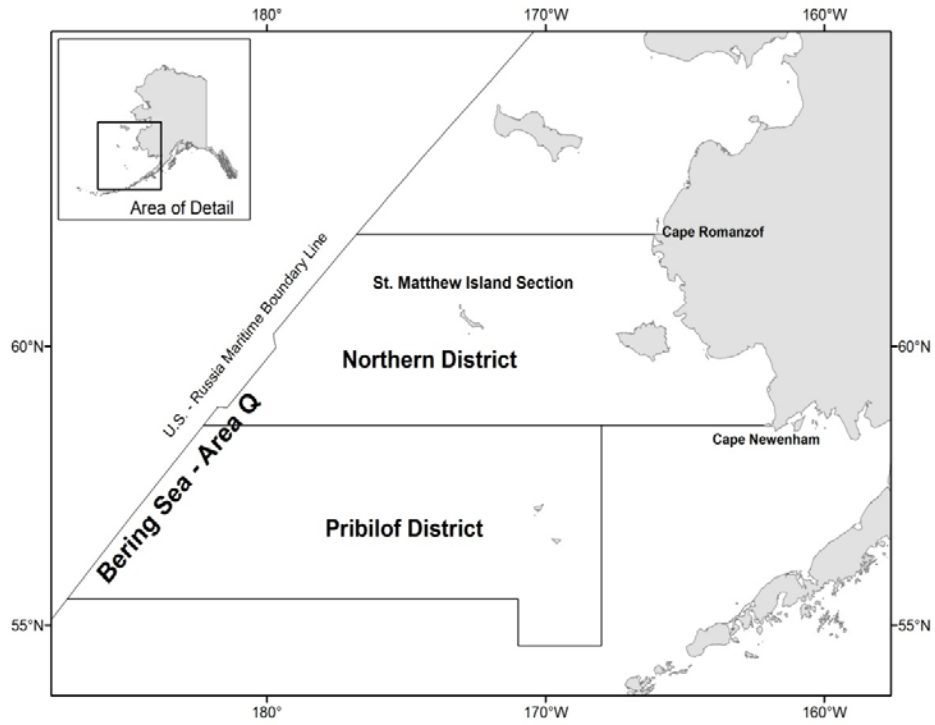 180°
170°W
160°W
Area of Detail
Cape Romanzof
U.S. - Russia Maritime Boundary Line
St. Matthew Island Section
60°N
60°N
Northern District
Bering Sea - Area Q
Cape Newenham
Pribilof District
55°N
55°N
180°
170°W
160°W